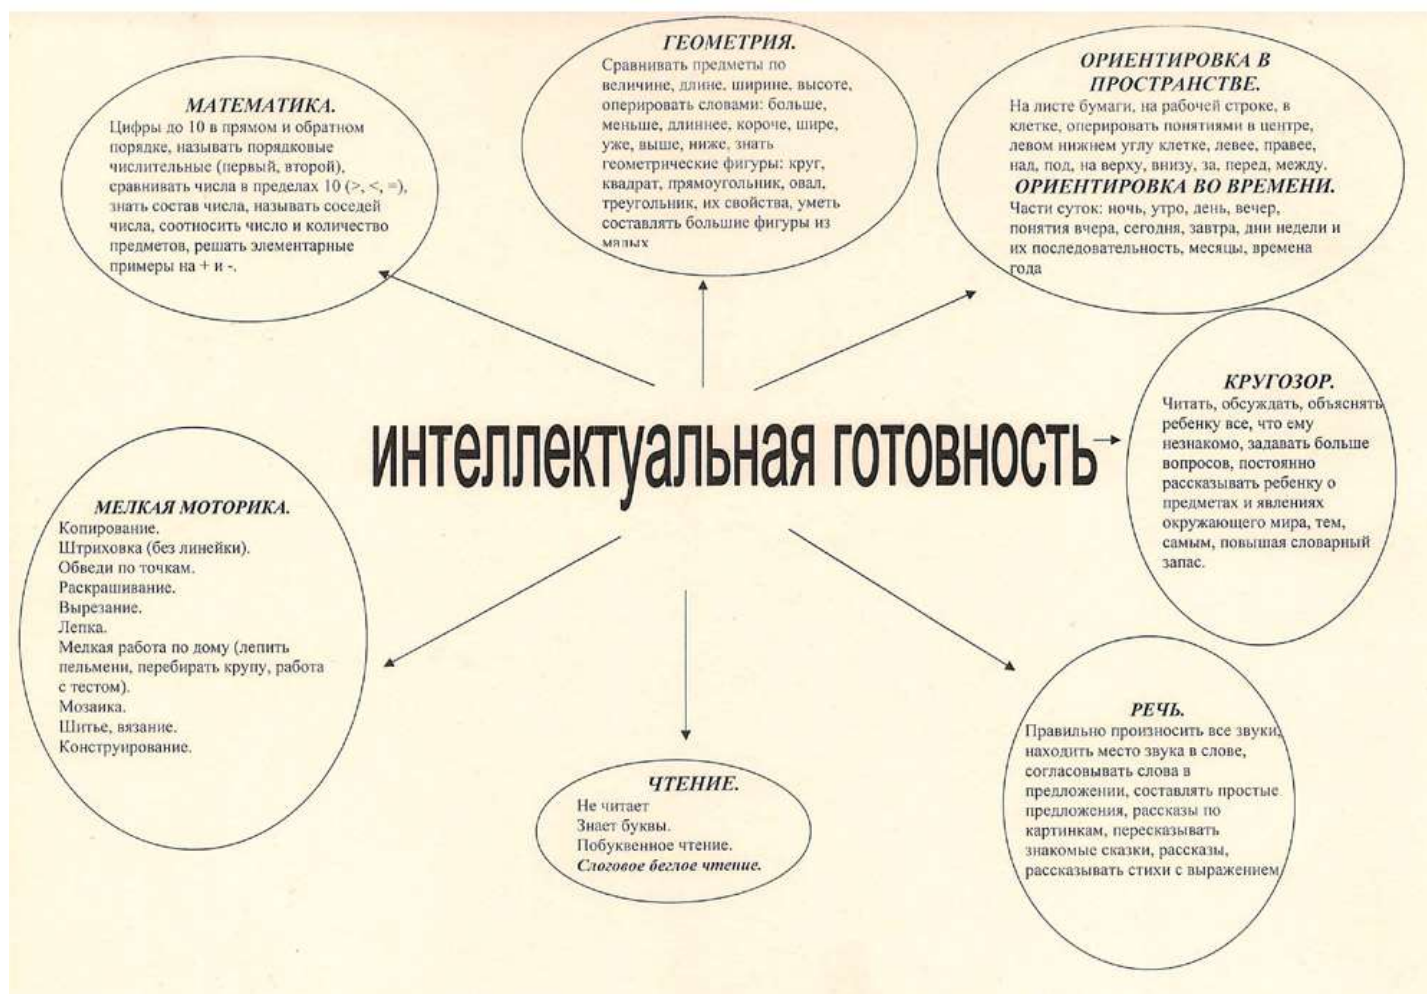 МАТЕМАТИКА.
Цифры до 10 в прямом и обратном
порядке, называть порядковые
числительные (первый, второй),
сравнивать числа в пределах 10 (>, <, =),
знать состав числа, называть соседей
числа, соотносить число и количество
предметов, решать элементарные
примеры на + и -.
ГЕОМЕТРИЯ.
Сравнивать предметы по
величине, длине, ширине, высоте,
оперировать словами: больше,
меньше, длиннее, короче, шире,
уже, выше, ниже, знать
геометрические фигуры: круг,
квадрат, прямоугольник, овал,
треугольник, их свойства, уметь
составлять большие фигуры из
малых
ОРИЕНТИРОВКА В
ПРОСТРАНСТВЕ.
На листе бумаги, на рабочей строке, в
клетке, оперировать понятиями в центре,
левом нижнем углу клетке, левее, правее,
над, под, на верху, внизу, за, перед, между.
ОРИЕНТИРОВКА ВО ВРЕМЕНИ.
Части суток: ночь, утро, день, вечер,
понятия вчера, сегодня, завтра, дни недели и
их последовательность, месяцы, времена
года
КРУГОЗОР.
Читать, обсуждать, объяснять
ребенку все, что ему
незнакомо, задавать больше
вопросов, постоянно
рассказывать ребенку о
предметах и явлениях
окружающего мира, тем,
самым, повышая словарный
запас.
интеллектуальная готовность
МЕЛКАЯ МОТОРИКА.
Копирование.
Штриховка (без линейки).
Обведи по точкам.
Раскрашивание.
Вырезание.
Лепка.
Мелкая работа по дому (лепить
пельмени, перебирать крупу, работа
с тестом).
Мозаика.
Шитье, вязание.
Конструирование.
ЧТЕНИЕ.
Не читает
Знает буквы.
Побуквенное чтение.
Слоговое беглое чтение.
РЕЧЬ.
Правильно произносить все звуки,
находить место звука в слове,
согласовывать слова в
предложении, составлять простые
предложения, рассказы по
картинкам, пересказывать
знакомые сказки, рассказы,
рассказывать стихи с выражением